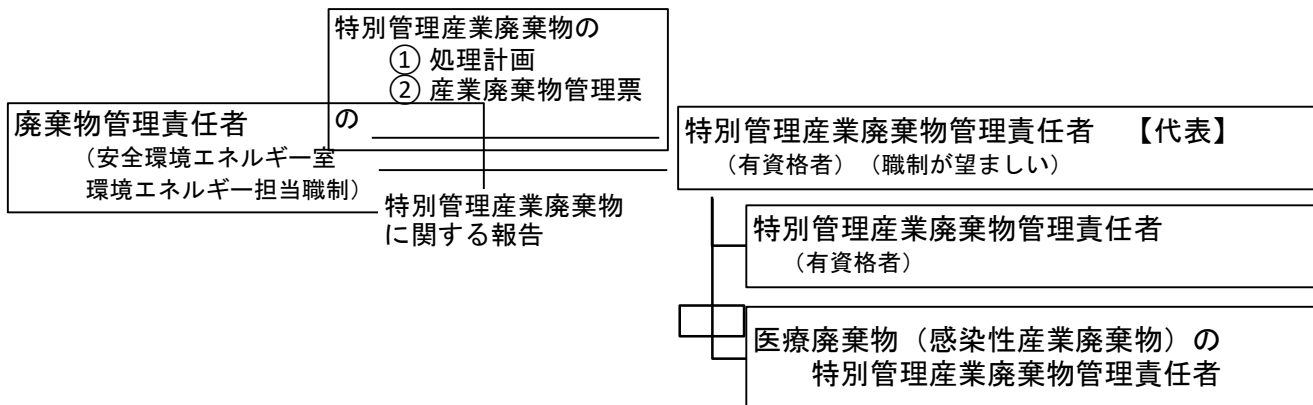 特別管理産業廃棄物の
① 処理計画
② 産業廃棄物管理票
の
廃棄物管理責任者
（安全環境エネルギー室
環境エネルギー担当職制）
特別管理産業廃棄物
に関する報告
特別管理産業廃棄物管理責任者 【代表】
（有資格者）（職制が望ましい）
特別管理産業廃棄物管理責任者
（有資格者）
医療廃棄物（感染性産業廃棄物）の
特別管理産業廃棄物管理責任者